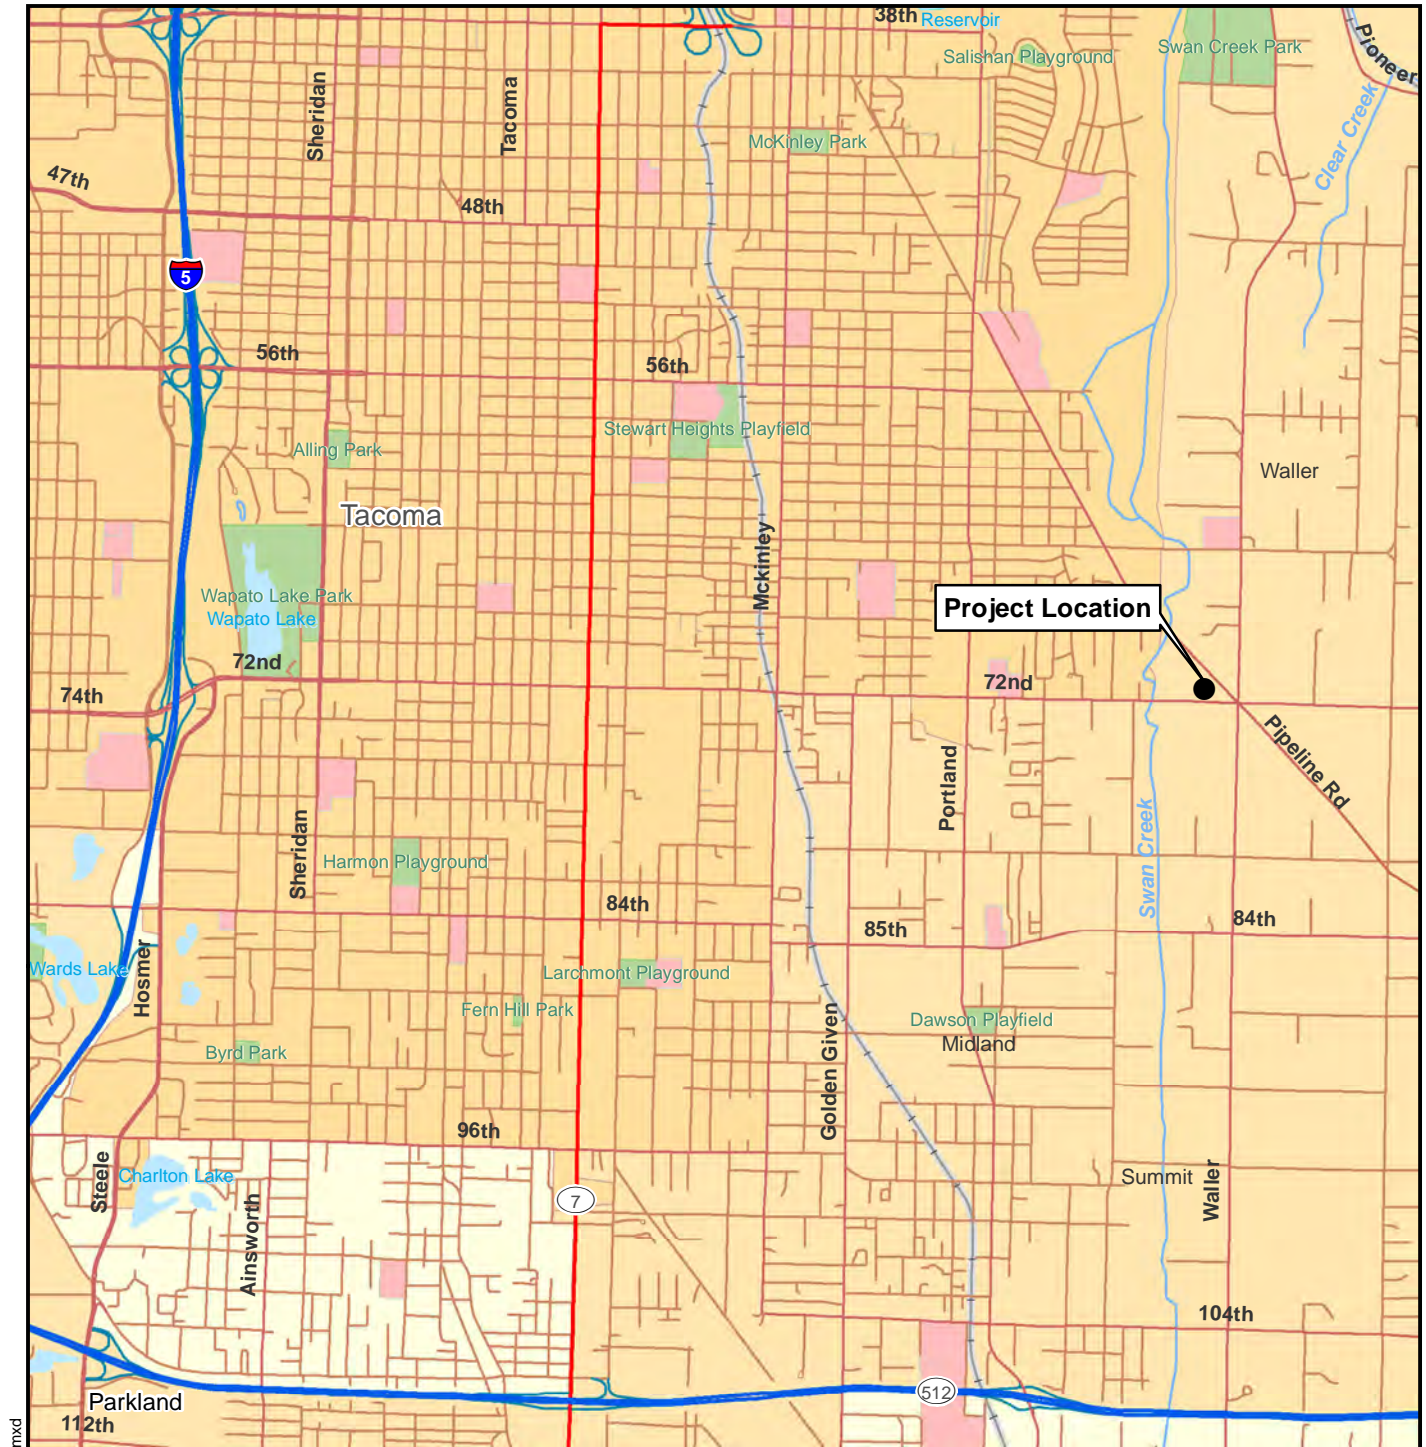 38th
Reservoir
Salishan Playground
Swan Creek Park
Pioneer
Sheridan
Tacoma
McKinley Park
Clear Creek
47th
48th
5
56th
56th
Stewart Heights Playfield
Alling Park
Waller
Tacoma
Mckinley
Wapato Lake Park
Wapato Lake
Project Location
72nd
72nd
74th
Pipeline Rd
Portland
Swan Creek
Sheridan
Harmon Playground
84th
85th
84th
Wards Lake
Hosmer
Larchmont Playground
Fern Hill Park
Golden Given
Dawson Playfield
Midland
Byrd Park
96th
Steele
Charlton Lake
Summit
Waller
7
Ainsworth
104th
512
Parkland
112th
mxd